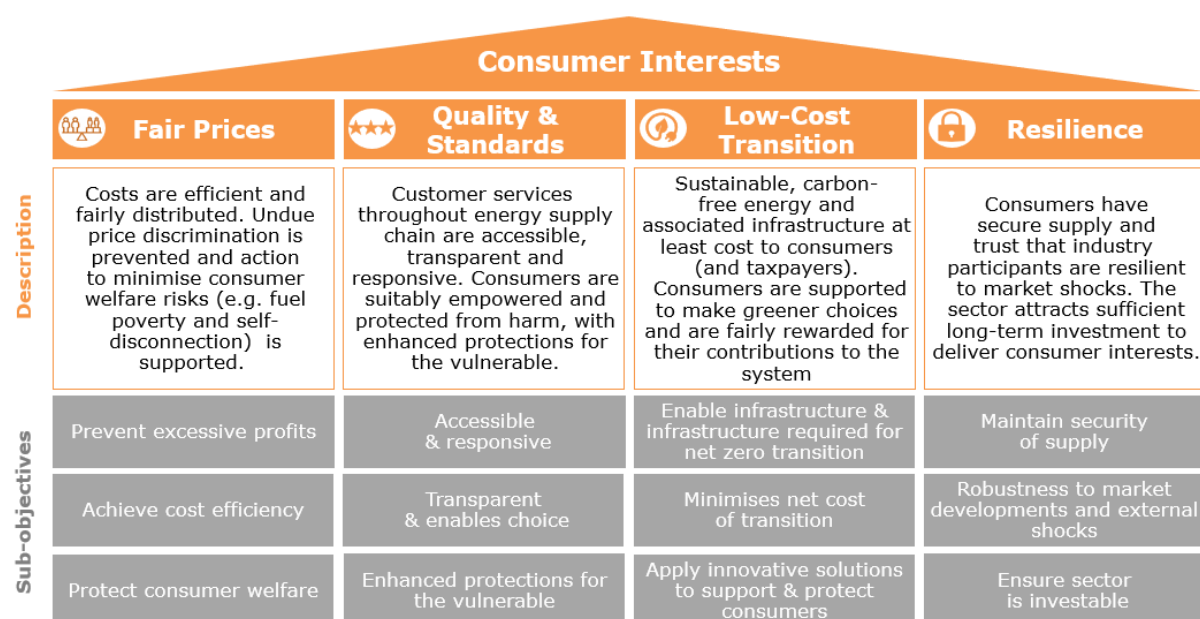 Consumer Interests
Fair Prices
Quality &
Standards
Low-Cost
Transition
Resilience
Description
Costs are efficient and
fairly distributed. Undue
price discrimination is
prevented and action
to minimise consumer
welfare risks (e.g. fuel
poverty and self-
disconnection) is
supported.
Customer services
throughout energy supply
chain are accessible,
transparent and
responsive. Consumers are
suitably empowered and
protected from harm, with
enhanced protections for
the vulnerable.
Sustainable, carbon-
free energy and
associated infrastructure at
least cost to consumers
(and taxpayers).
Consumers are supported
to make greener choices
and are fairly rewarded for
their contributions to the
system
Consumers have
secure supply and
trust that industry
participants are resilient
to market shocks. The
sector attracts sufficient
long-term investment to
deliver consumer interests.
Sub-objectives
Prevent excessive profits
Accessible
& responsive
Enable infrastructure &
infrastructure required for
net zero transition
Maintain security
of supply
Achieve cost efficiency
Transparent
& enables choice
Minimises net cost
of transition
Robustness to market
developments and external
shocks
Protect consumer welfare
Enhanced protections for
the vulnerable
Apply innovative solutions
to support & protect
consumers
Ensure sector
is investable